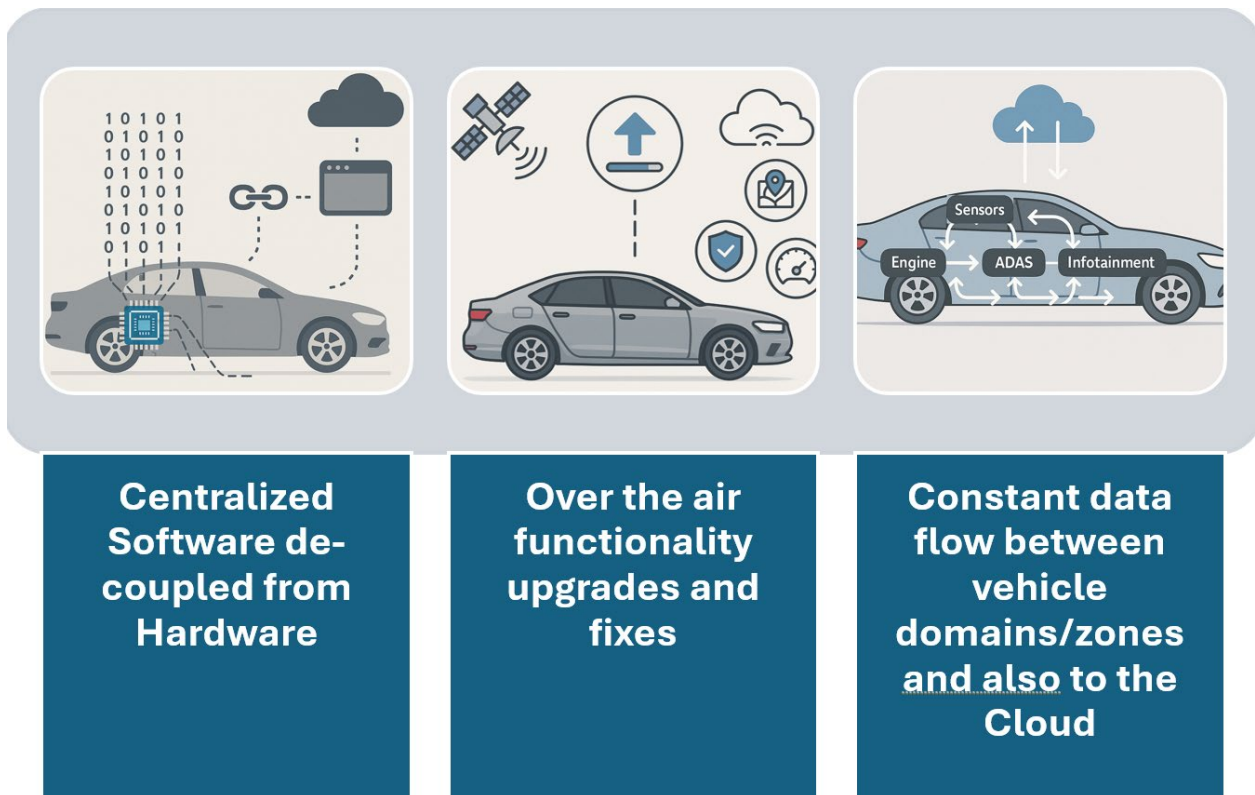 1 0 1 0 1
0 1 0 1 0
1 0 1 0 1
0 1 0 1 0
1 0 1 0 1
0 1 0 1 0
1 0 1 0 1
0 1 0 1
Sensors
Engine
ADAS
Infotainment
Centralized
Software de-
coupled from
Hardware
Over the air
functionality
upgrades and
fixes
Constant data
flow between
vehicle
domains/zones
and also to the
Cloud